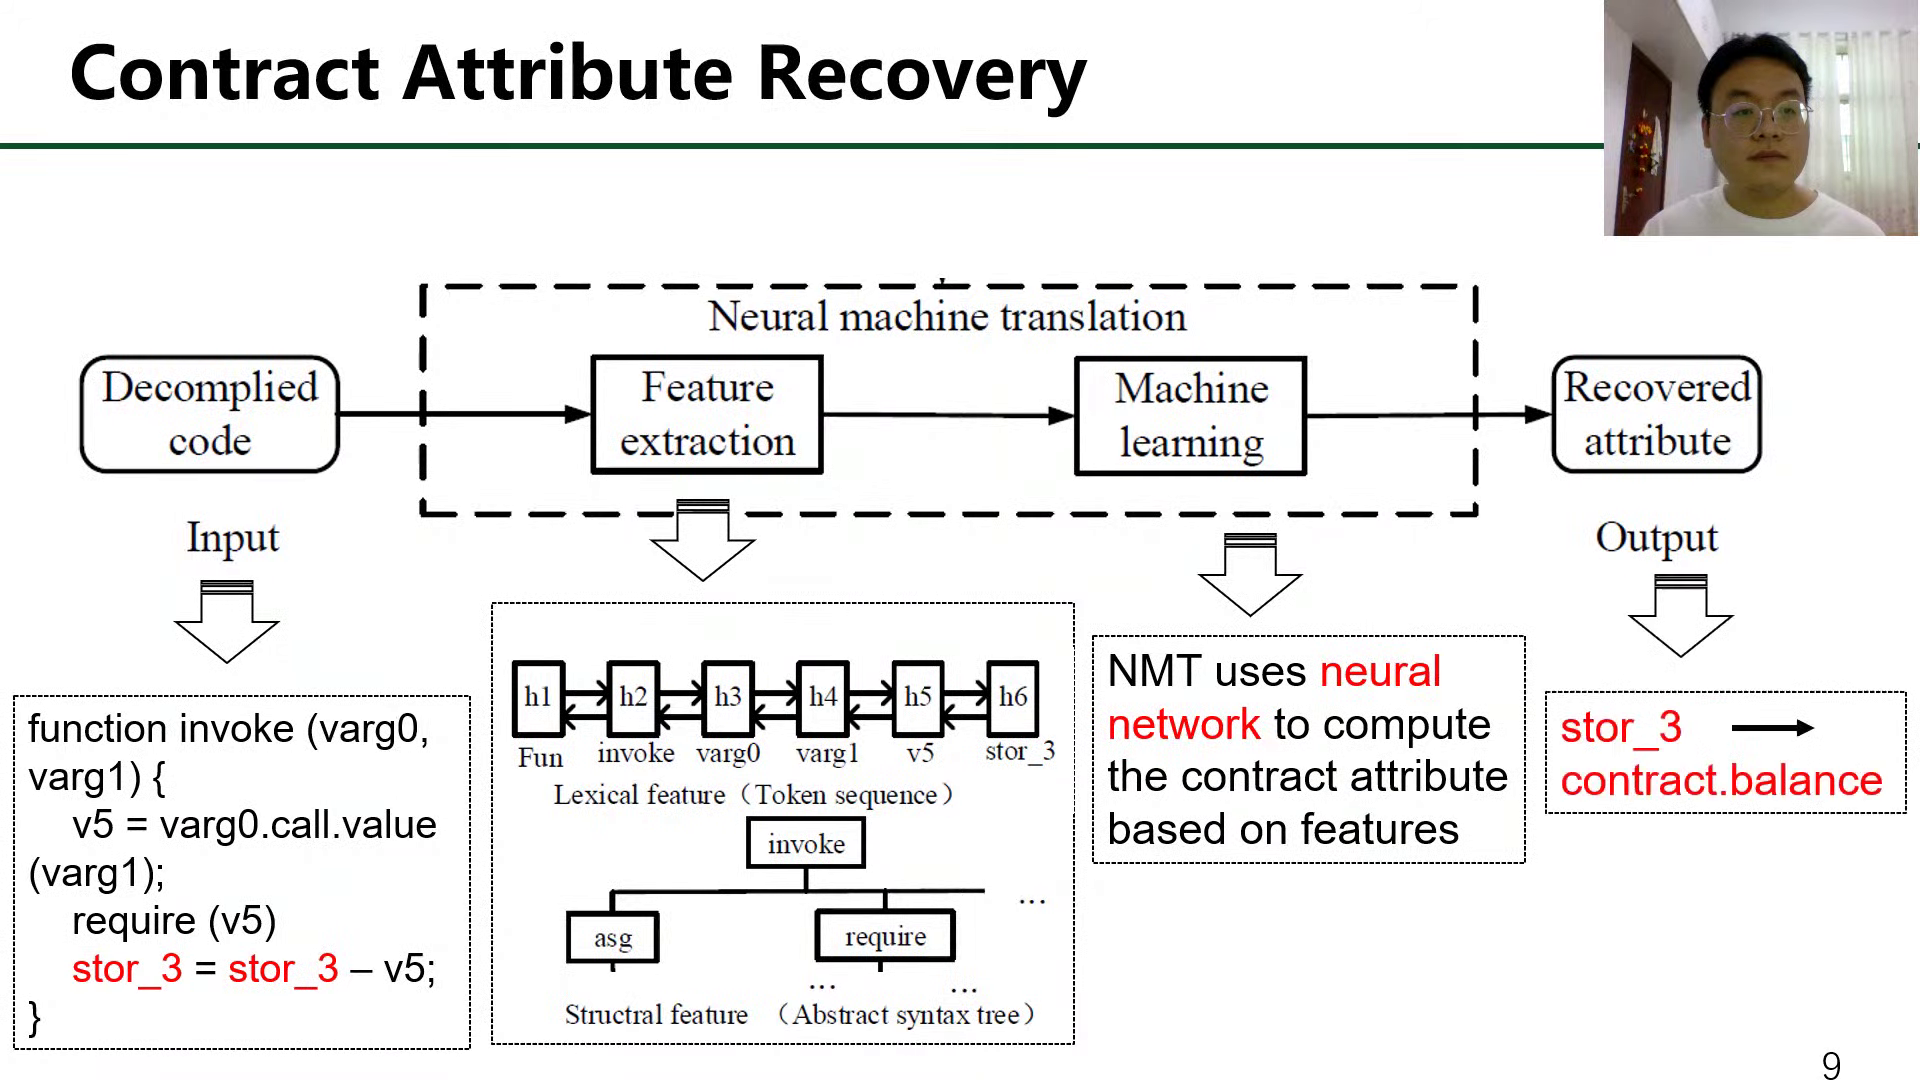 Contract Attribute Recovery
Neural machine translation
Decomplied
code
Feature
extraction
Machine
learning
Recovered
attribute
Input
Output
function invoke (varg0,
varg1) {
v5 = varg0.call.value
(varg1);
require (v5)
stor_3 = stor_3 – v5;
}
h1 h2 h3 h4 h5 h6
Fun invoke varg0 varg1 v5 stor_3
Lexical feature（Token sequence）
invoke
...
asg
require
... ...
Structral feature （Abstract syntax tree）
NMT uses neural
network to compute
the contract attribute
based on features
stor_3
contract.balance
9